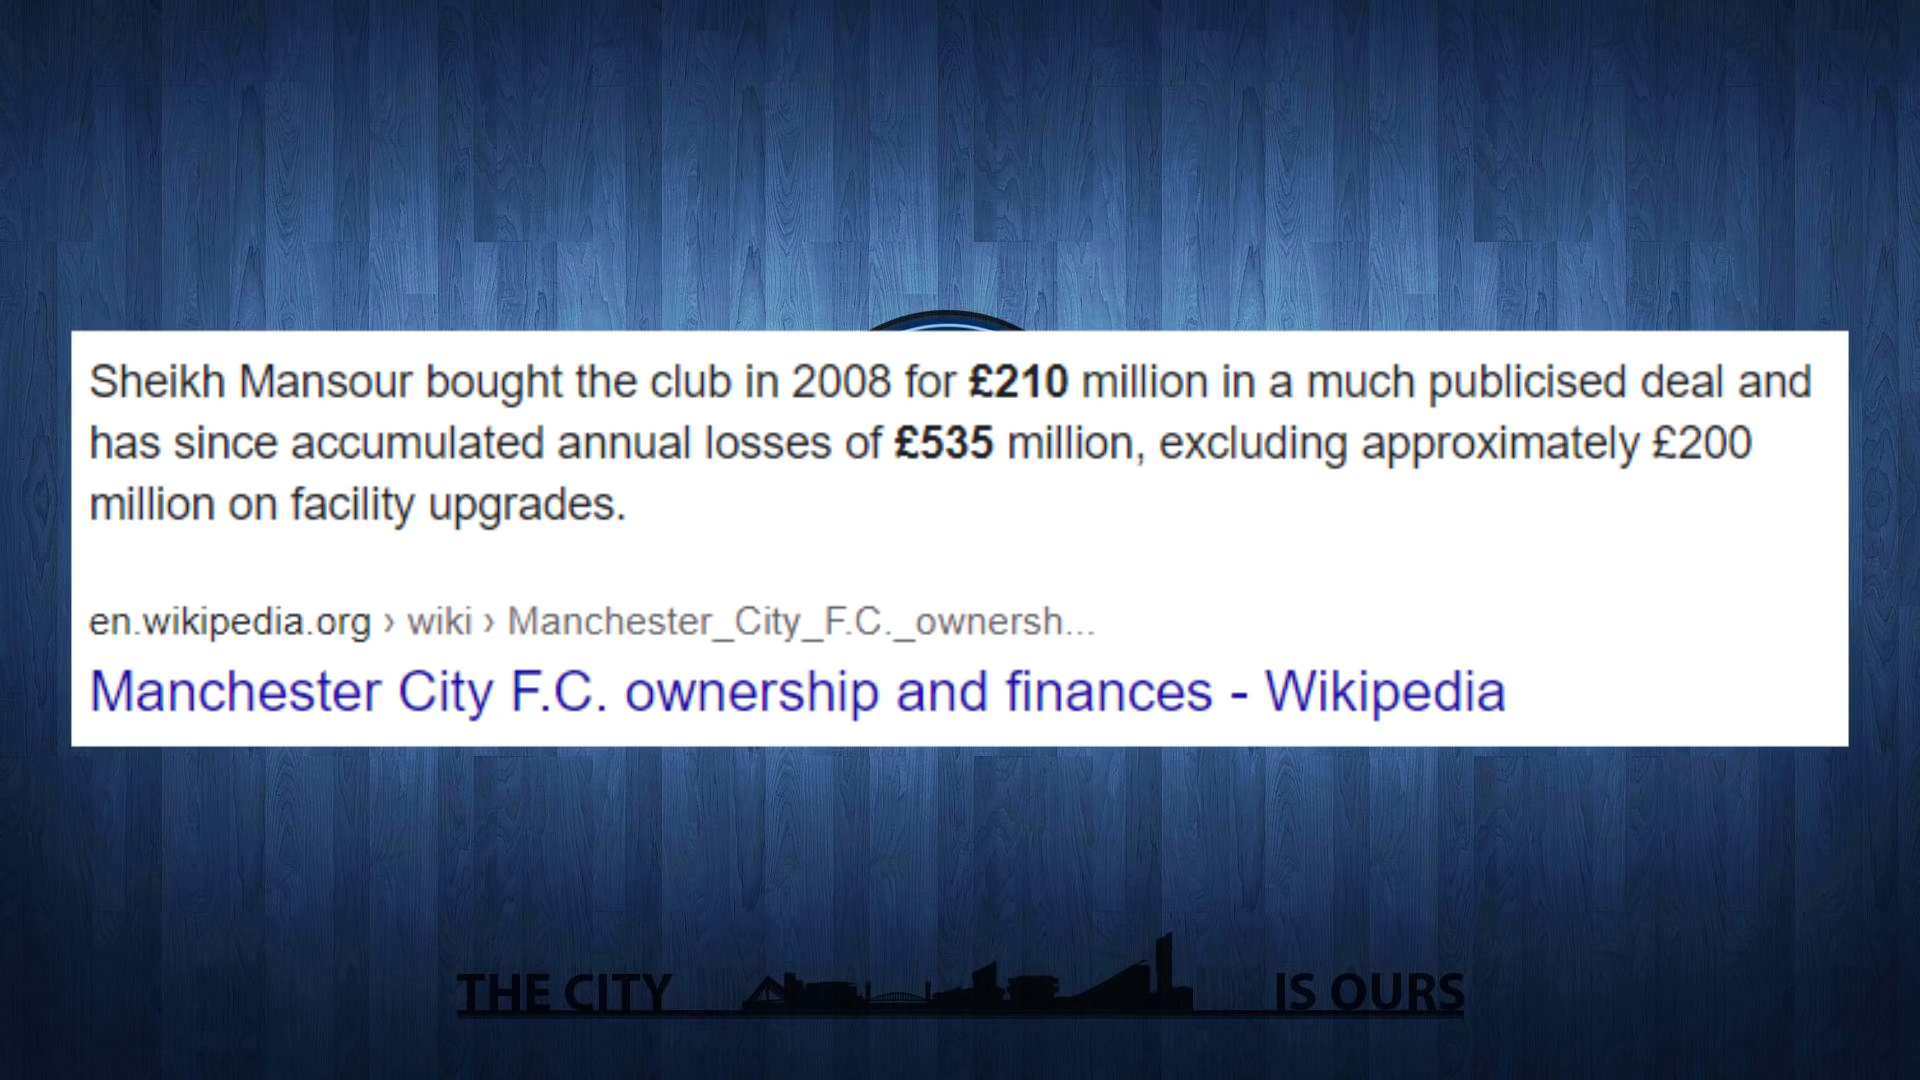 Sheikh Mansour bought the club in 2008 for £210 million in a much publicised deal and
has since accumulated annual losses of £535 million, excluding approximately £200
million on facility upgrades.
en.wikipedia.org › wiki › Manchester_City_F.C._ownersh...
Manchester City F.C. ownership and finances - Wikipedia
THE CITY IS OURS